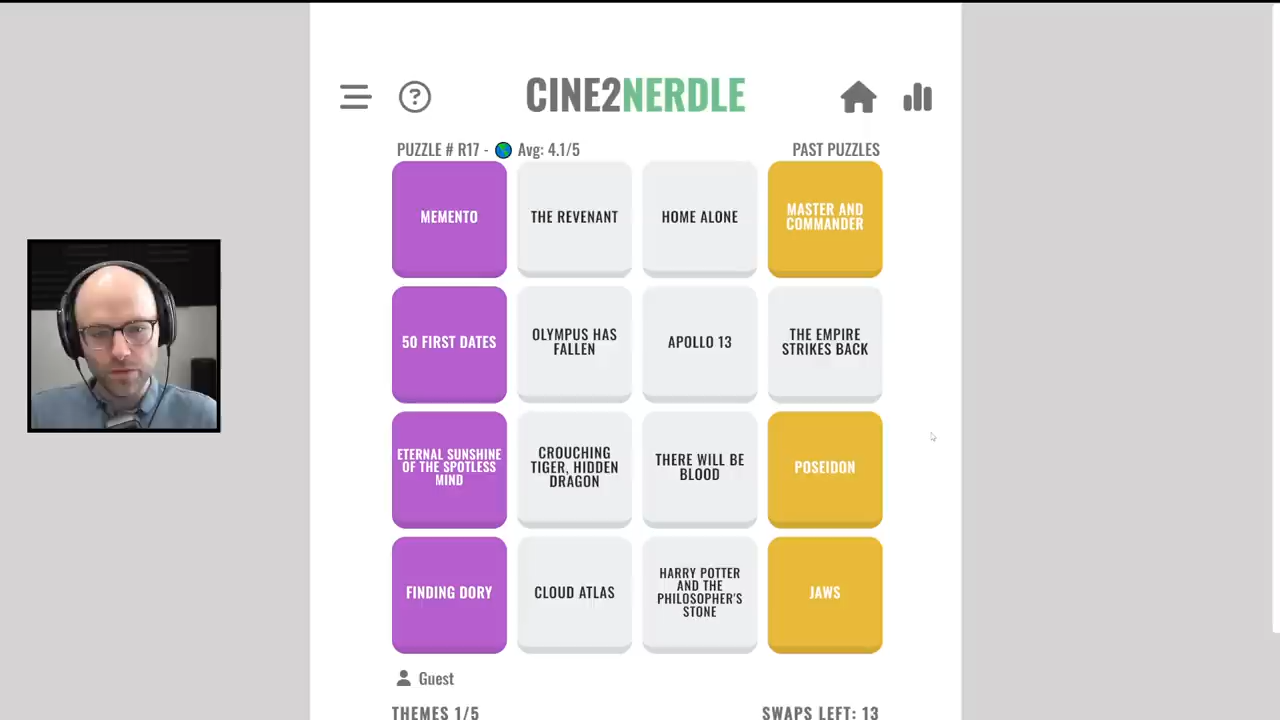 CINE2NERDLE
PUZZLE # R17 - Avg: 4.1/5
PAST PUZZLES
MEMENTO
THE REVENANT
HOME ALONE
MASTER AND
COMMANDER
50 FIRST DATES
OLYMPUS HAS
FALLEN
APOLLO 13
THE EMPIRE
STRIKES BACK
ETERNAL SUNSHINE
OF THE SPOTLESS
MIND
CROUCHING
TIGER, HIDDEN
DRAGON
THERE WILL BE
BLOOD
POSEIDON
FINDING DORY
CLOUD ATLAS
HARRY POTTER
AND THE
PHILOSOPHER'S
STONE
JAWS
Guest
THEMES 1/5
SWAPS LEFT: 13